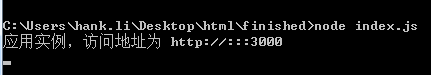 C:\Users\hank.li\Desktop\html\finished>node index.js
应用实例，访问地址为 http://:::3000